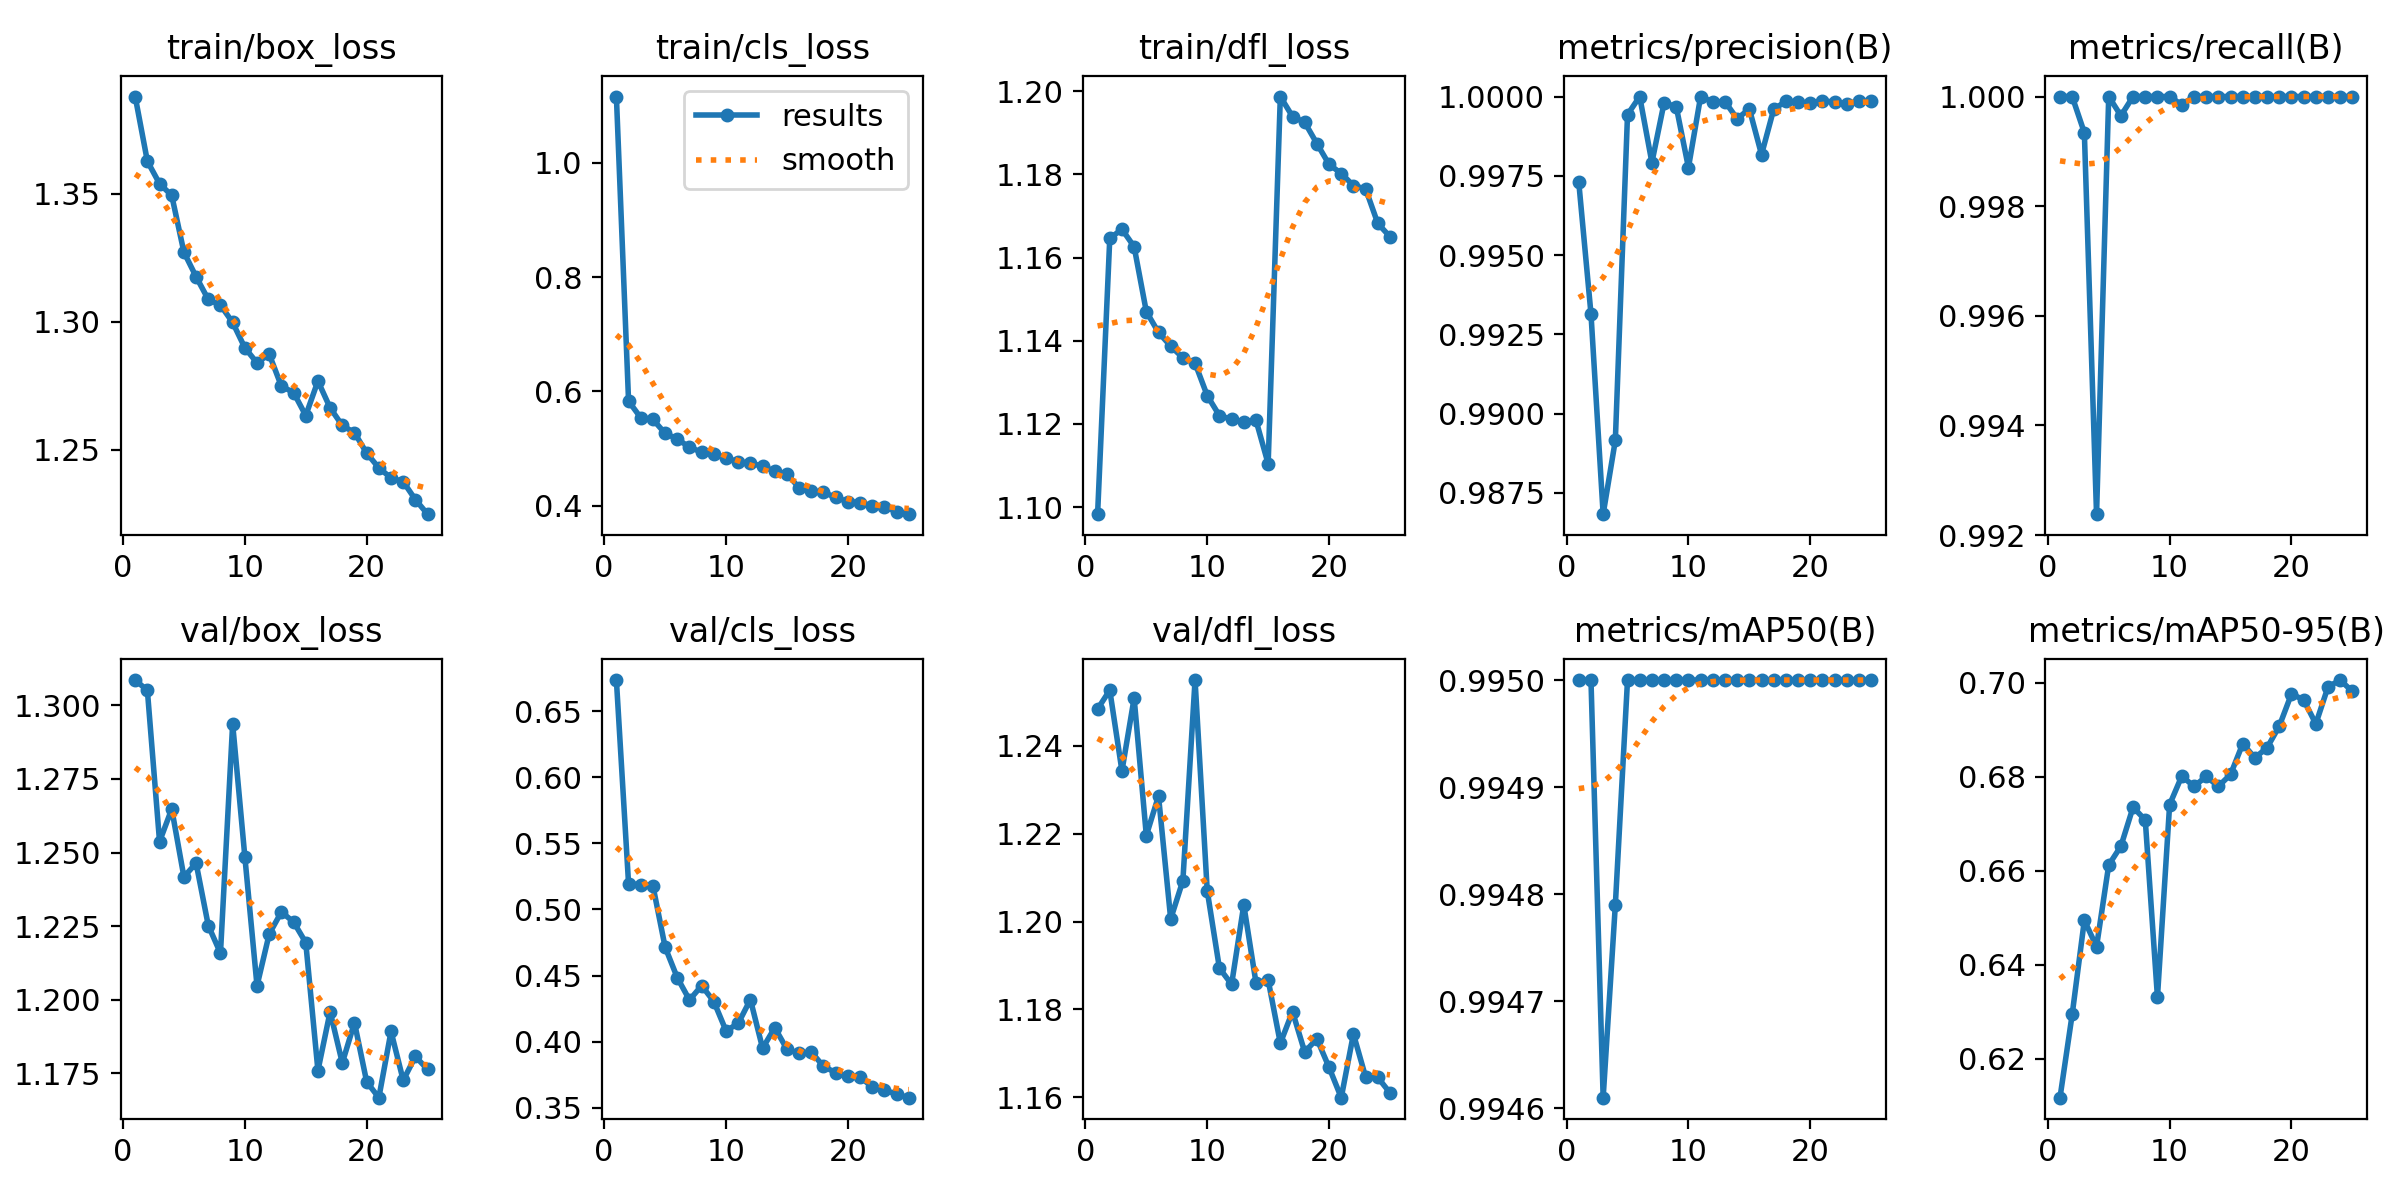 train/box_loss
1.35
1.30
1.25
0 10 20
train/cls_loss
results
smooth
1.0
0.8
0.6
0.4
0 10 20
train/dfl_loss
1.20
1.18
1.16
1.14
1.12
1.10
0 10 20
metrics/precision(B)
1.0000
0.9975
0.9950
0.9925
0.9900
0.9875
0 10 20
metrics/recall(B)
1.000
0.998
0.996
0.994
0.992
0 10 20
val/box_loss
1.300
1.275
1.250
1.225
1.200
1.175
0 10 20
val/cls_loss
0.65
0.60
0.55
0.50
0.45
0.40
0.35
0 10 20
val/dfl_loss
1.24
1.22
1.20
1.18
1.16
0 10 20
metrics/mAP50(B)
0.9950
0.9949
0.9948
0.9947
0.9946
0 10 20
metrics/mAP50-95(B)
0.70
0.68
0.66
0.64
0.62
0 10 20